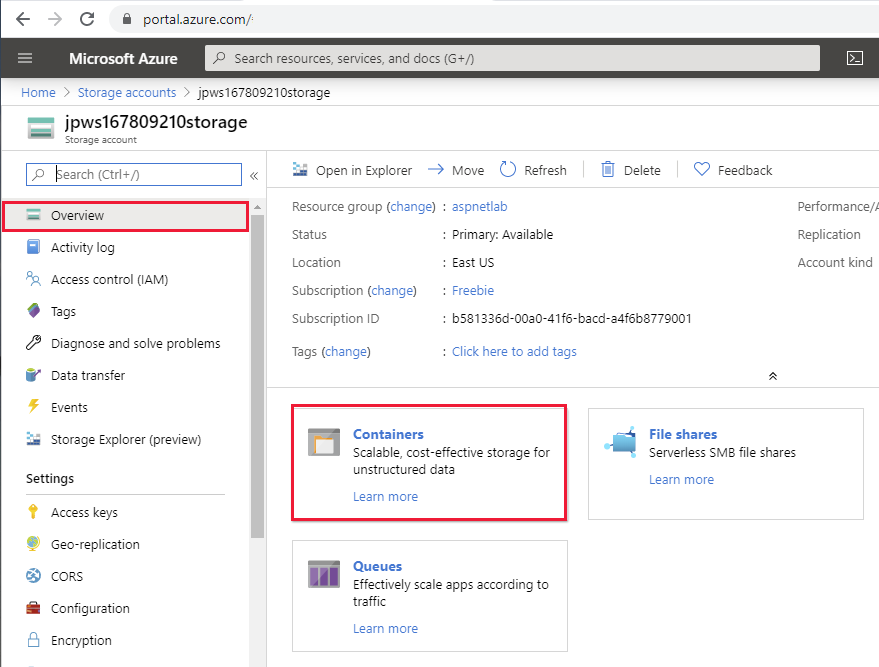 portal.azure.com/
Microsoft Azure
Search resources, services, and docs (G+/)
Home > Storage accounts > jpws167809210storage
jpws167809210storage
Storage account
Search (Ctrl+/)
«
Overview
Activity log
Access control (IAM)
Tags
Diagnose and solve problems
Data transfer
Events
Storage Explorer (preview)
Settings
Access keys
Geo-replication
CORS
Configuration
Encryption
Open in Explorer Move Refresh Delete Feedback
Resource group (change) : aspnetlab
Status : Primary: Available
Location : East US
Subscription (change) : Freebie
Subscription ID : b581336d-00a0-41f6-bacd-a4f6b8779001
Tags (change) : Click here to add tags
Performance/A
Replication
Account kind
Containers
Scalable, cost-effective storage for
unstructured data
Learn more
File shares
Serverless SMB file shares
Learn more
Queues
Effectively scale apps according to
traffic
Learn more